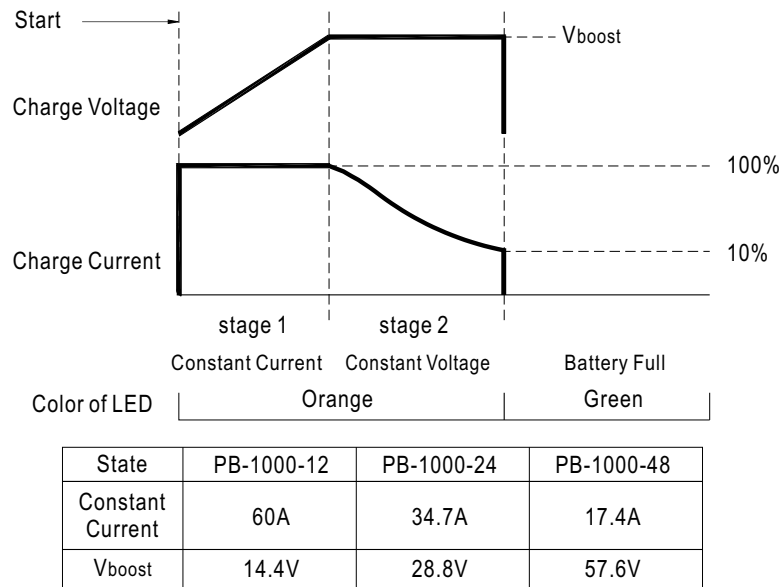 Start
Vboost
Charge Voltage
100%
Charge Current
10%
stage 1 stage 2
Constant Current Constant Voltage Battery Full
Color of LED Orange Green
State PB-1000-12 PB-1000-24 PB-1000-48
Constant
Current 60A 34.7A 17.4A
Vboost 14.4V 28.8V 57.6V